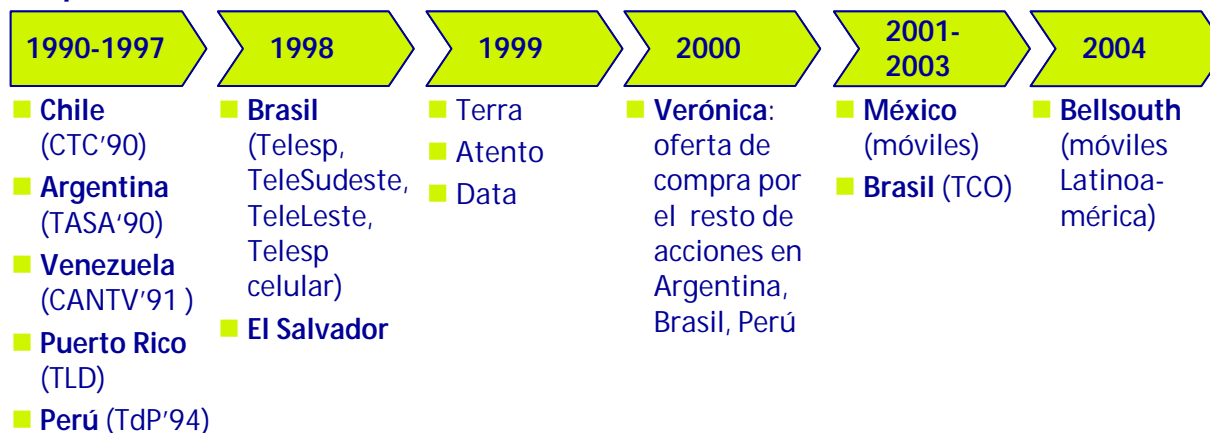 1990-1997
Chile
(CTC'90)
Argentina
(TASA'90)
Venezuela
(CANTV'91 )
Puerto Rico
(TLD)
Perú (TdP'94)
1998
Brasil
(Telesp,
TeleSudeste,
TeleLeste,
Telesp
celular)
El Salvador
1999
Terra
Atento
Data
2000
Verónica:
oferta de
compra por
el resto de
acciones en
Argentina,
Brasil, Perú
2001-
2003
México
(móviles)
Brasil (TCO)
2004
Bellsouth
(móviles
Latinoa-
mérica)